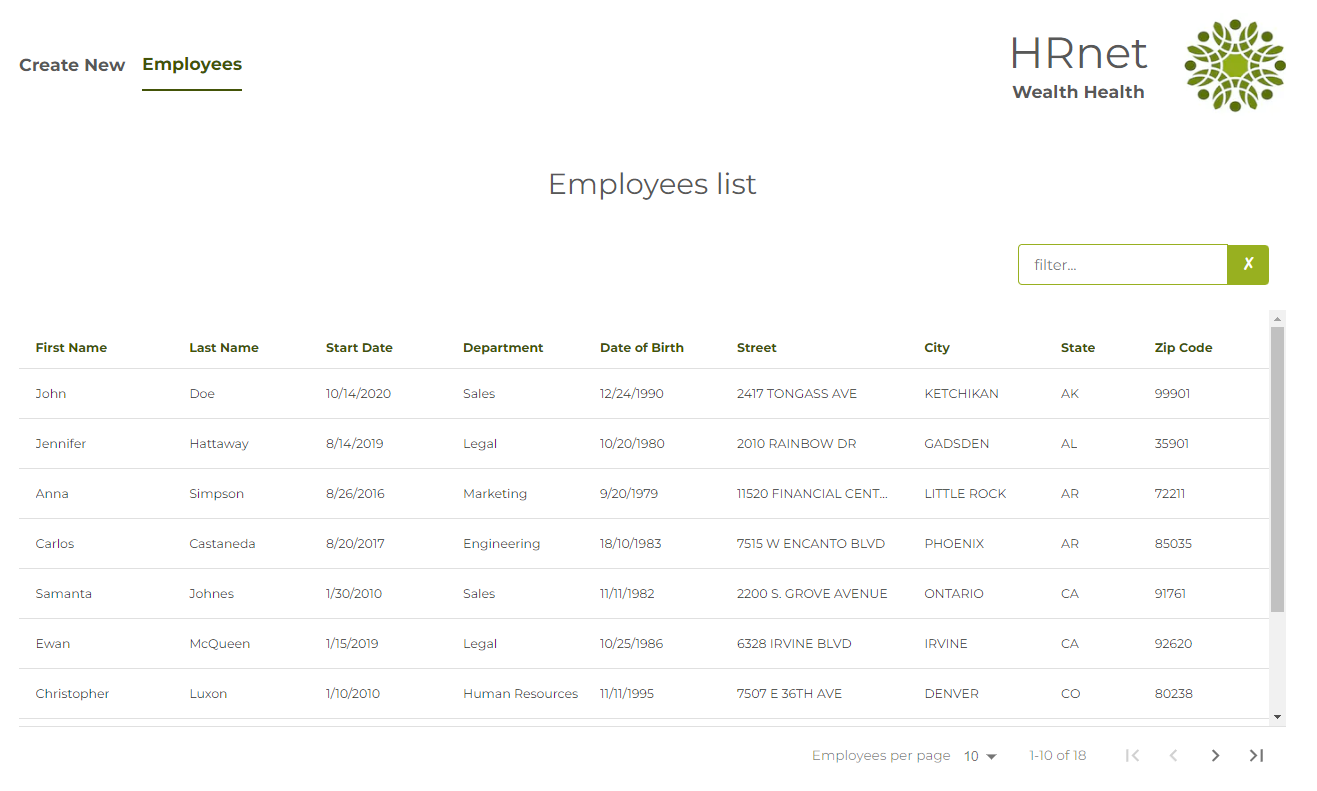 Create New Employees
HRnet
Wealth Health
Employees list
filter... X
First Name Last Name Start Date Department Date of Birth Street City State Zip Code
John Doe 10/14/2020 Sales 12/24/1990 2417 TONGASS AVE KETCHIKAN AK 99901
Jennifer Hattaway 8/14/2019 Legal 10/20/1980 2010 RAINBOW DR GADSDEN AL 35901
Anna Simpson 8/26/2016 Marketing 9/20/1979 11520 FINANCIAL CENT... LITTLE ROCK AR 72211
Carlos Castaneda 8/20/2017 Engineering 18/10/1983 7515 W ENCANTO BLVD PHOENIX AR 85035
Samanta Johnes 1/30/2010 Sales 11/11/1982 2200 S. GROVE AVENUE ONTARIO CA 91761
Ewan McQueen 1/15/2019 Legal 10/25/1986 6328 IRVINE BLVD IRVINE CA 92620
Christopher Luxon 1/10/2010 Human Resources 11/11/1995 7507 E 36TH AVE DENVER CO 80238
Employees per page 10 1-10 of 18